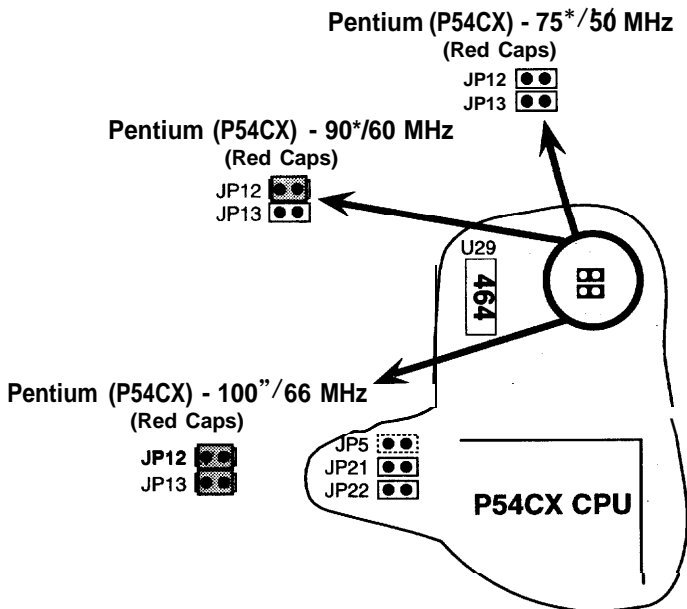 Pentium (P54CX) - 75*/50 MHz
(Red Caps)
JP12
JP13
Pentium (P54CX) - 90*/60 MHz
(Red Caps)
JP12
JP13
U29
464
Pentium (P54CX) - 100”/66 MHz
(Red Caps)
JP12
JP13
JP5
JP21
JP22
P54CX CPU